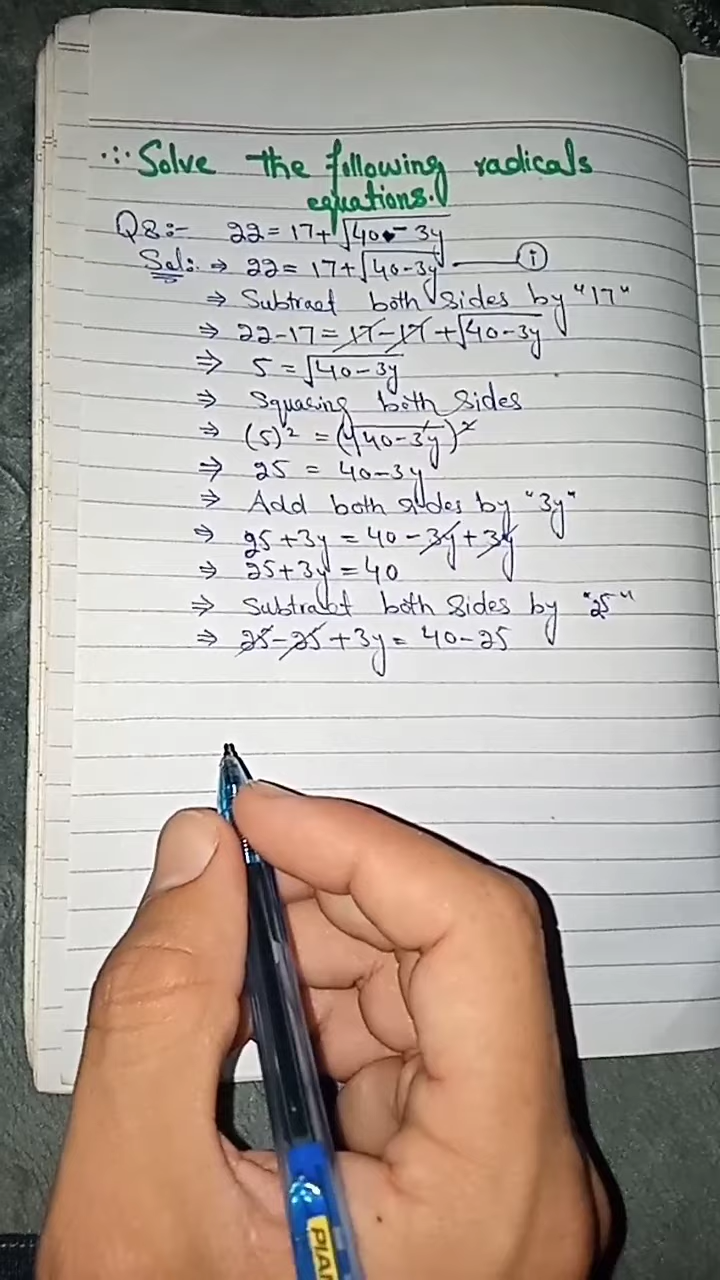 ∴ Solve the following radicals
equations.
Q8:- 22 = 17 + √40 - 3y
Sol:. ⇒ 22 = 17 + √40-3y — (i)
⇒ Subtract both sides by "17"
⇒ 22-17 = 17-17 + √40-3y
⇒ 5 = √40-3y
⇒ Squaring both sides
⇒ (5)² = (√40-3y)²
⇒ 25 = 40-3y
⇒ Add both sides by "3y"
⇒ 25+3y = 40-3y+3y
⇒ 25+3y = 40
⇒ Subtract both sides by "25"
⇒ 25-25+3y = 40-25
PIAN